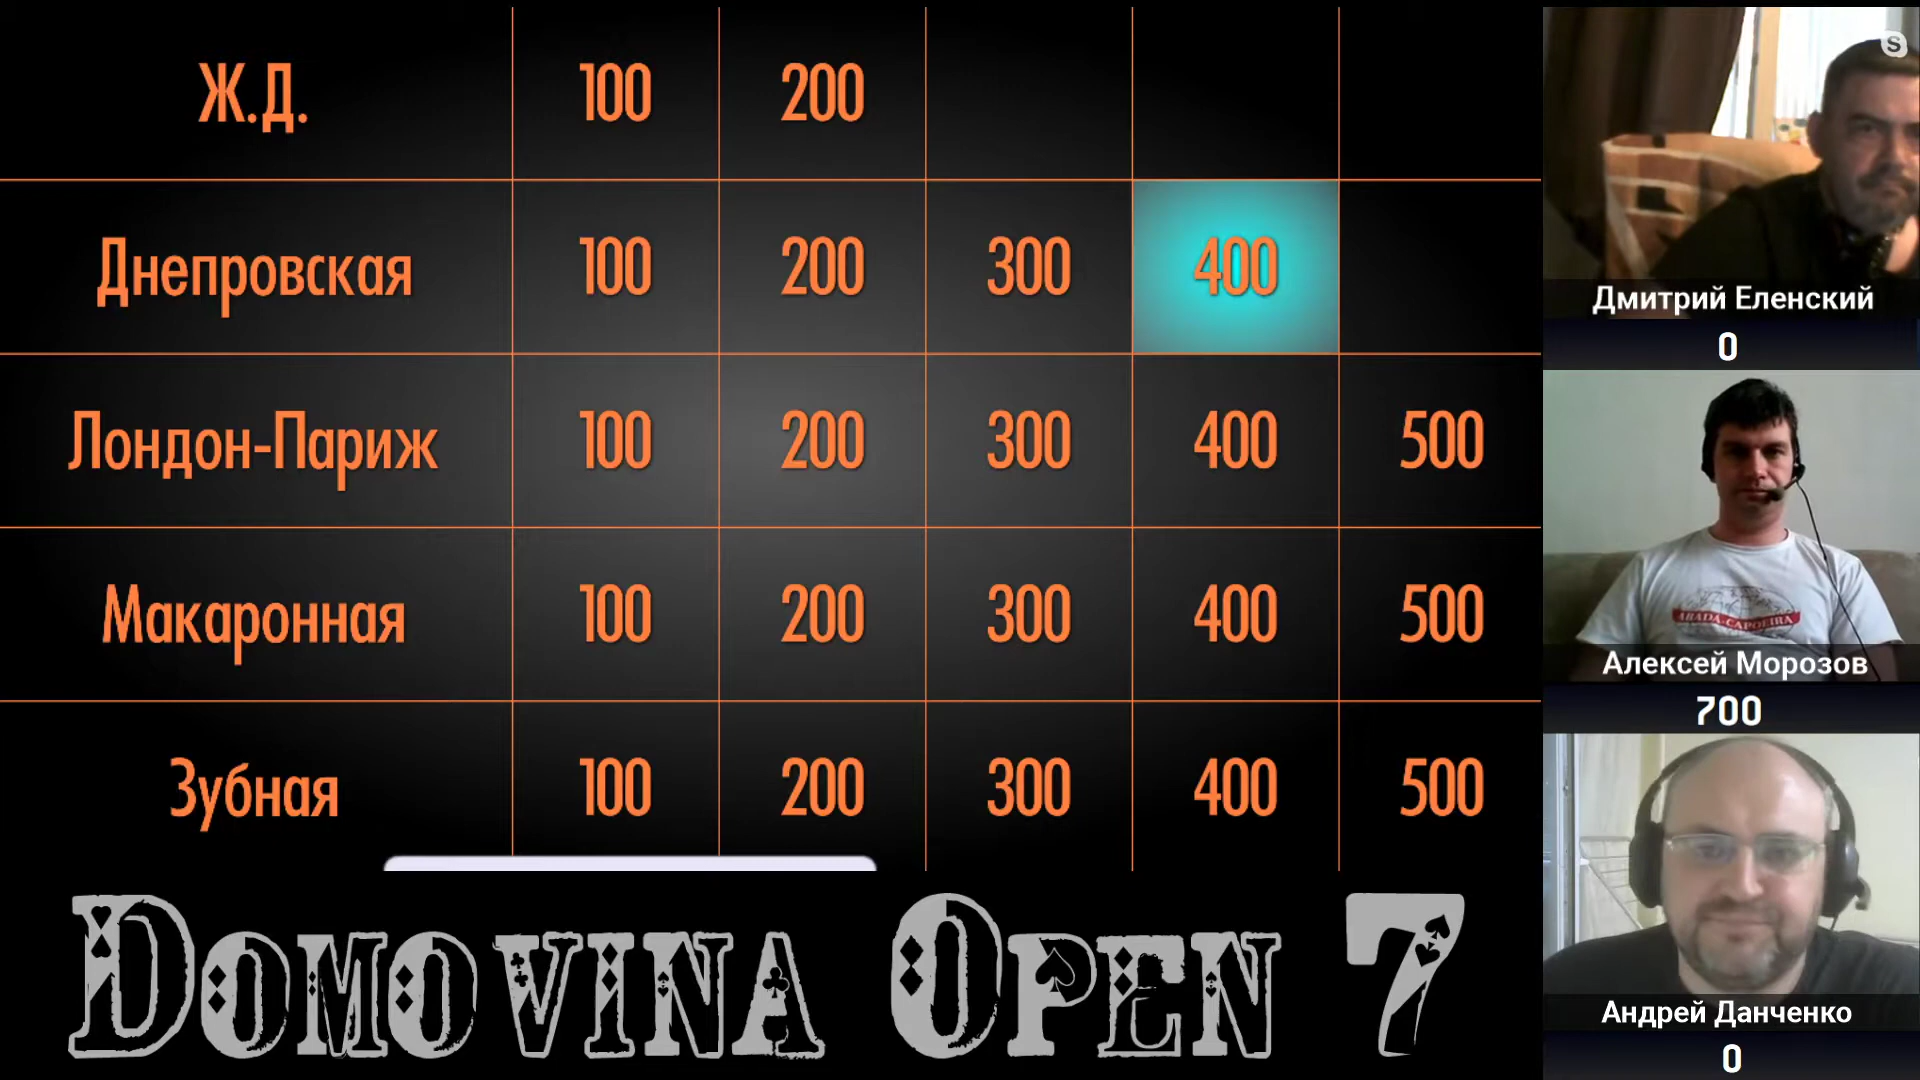 Ж.Д. 100 200
Днепровская 100 200 300 400
Лондон-Париж 100 200 300 400 500
Макаронная 100 200 300 400 500
Зубная 100 200 300 400 500
DOMOVINA OPEN 7
S
Дмитрий Еленский
0
ABADA-CAPOEIRA
Алексей Морозов
700
Андрей Данченко
0